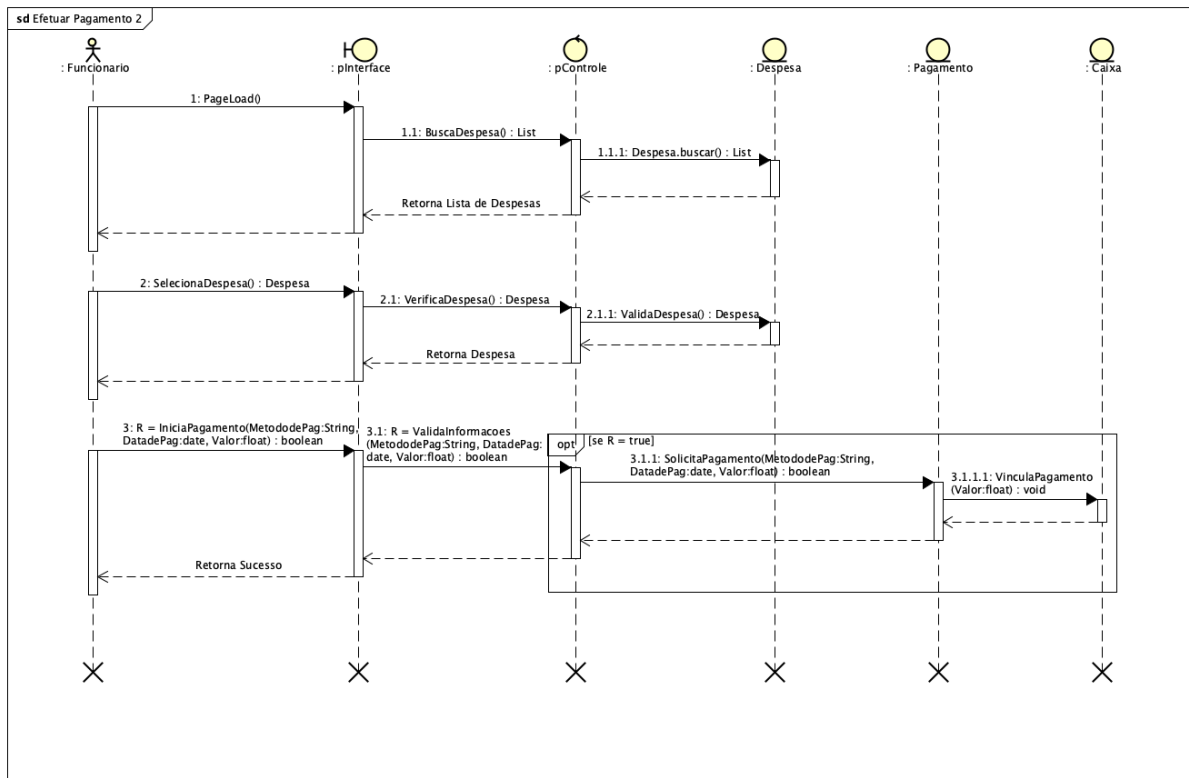 sd Efetuar Pagamento 2
: Funcionario
: pInterface
: pControle
: Despesa
: Pagamento
: Caixa
1: PageLoad()
1.1: BuscaDespesa() : List
1.1.1: Despesa.buscar() : List
Retorna Lista de Despesas
2: SelecionaDespesa() : Despesa
2.1: VerificaDespesa() : Despesa
2.1.1: ValidaDespesa() : Despesa
Retorna Despesa
3: R = IniciaPagamento(MetododePag:String,
DatadePag:date, Valor:float) : boolean
3.1: R = ValidaInformacoes
(MetododePag:String, DatadePag:
date, Valor:float) : boolean
opt
[se R = true]
3.1.1: SolicitaPagamento(MetododePag:String,
DatadePag:date, Valor:float) : boolean
3.1.1.1: VinculaPagamento
(Valor:float) : void
Retorna Sucesso